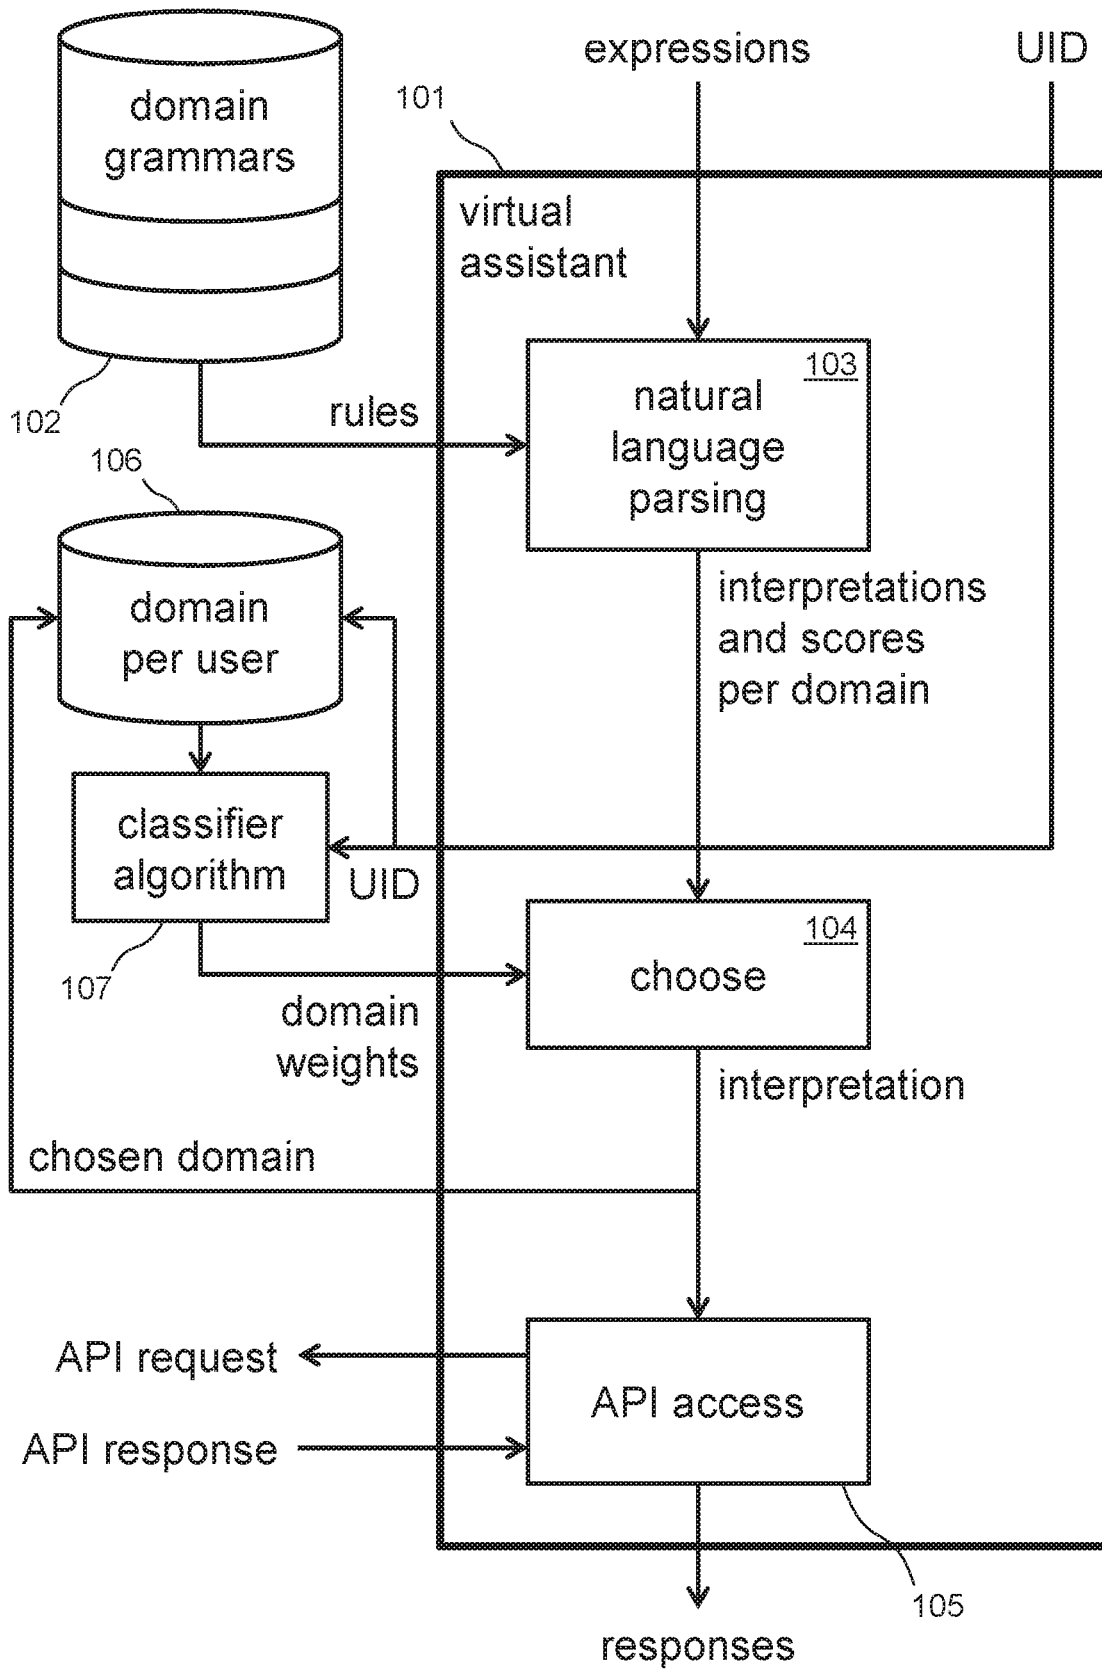 expressions
UID
domain
grammars
101
virtual
assistant
103
natural
language
parsing
102
rules
106
domain
per user
interpretations
and scores
per domain
classifier
algorithm
UID
107
104
choose
domain
weights
interpretation
chosen domain
API request
API access
API response
105
responses